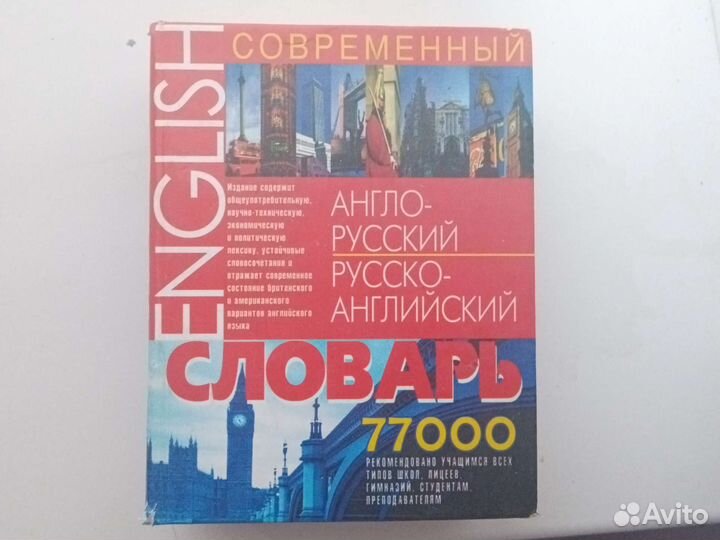 ENGLISH
СОВРЕМЕННЫЙ
Издание содержит
общеупотребительную,
научно-техническую,
экономическую
и политическую
лексику, устойчивые
словосочетания и
отражает современное
состояние британского
и американского
вариантов английского
языка
АНГЛО-
РУССКИЙ
РУССКО-
АНГЛИЙСКИЙ
СЛОВАРЬ
77000
РЕКОМЕНДОВАНО УЧАЩИМСЯ ВСЕХ
ТИПОВ ШКОЛ, ЛИЦЕЕВ,
ГИМНАЗИЙ, СТУДЕНТАМ,
ПРЕПОДАВАТЕЛЯМ
Avito